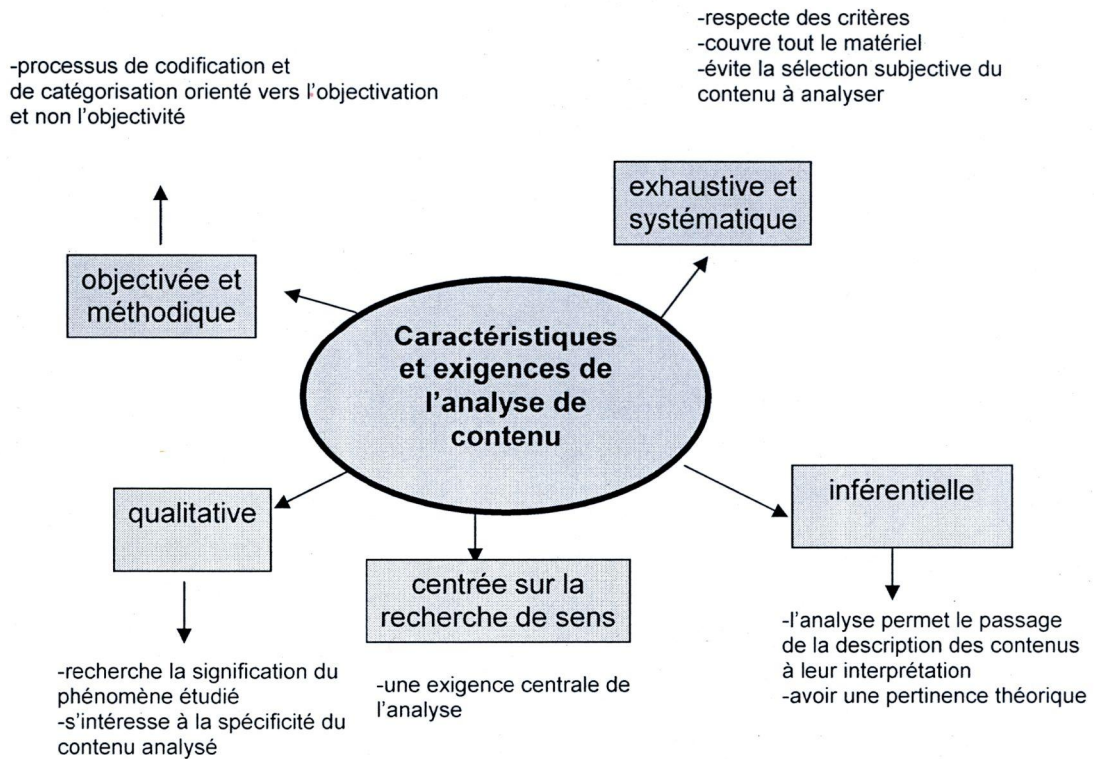 -respecte des critères
-couvre tout le matériel
-évite la sélection subjective du
contenu à analyser
-processus de codification et
de catégorisation orienté vers l'objectivation
et non l'objectivité
exhaustive et
systématique
objectivée et
méthodique
Caractéristiques
et exigences de
l'analyse de
contenu
qualitative
centrée sur la
recherche de sens
inférentielle
-recherche la signification du
phénomène étudié
-s'intéresse à la spécificité du
contenu analysé
-une exigence centrale de
l'analyse
-l'analyse permet le passage
de la description des contenus
à leur interprétation
-avoir une pertinence théorique